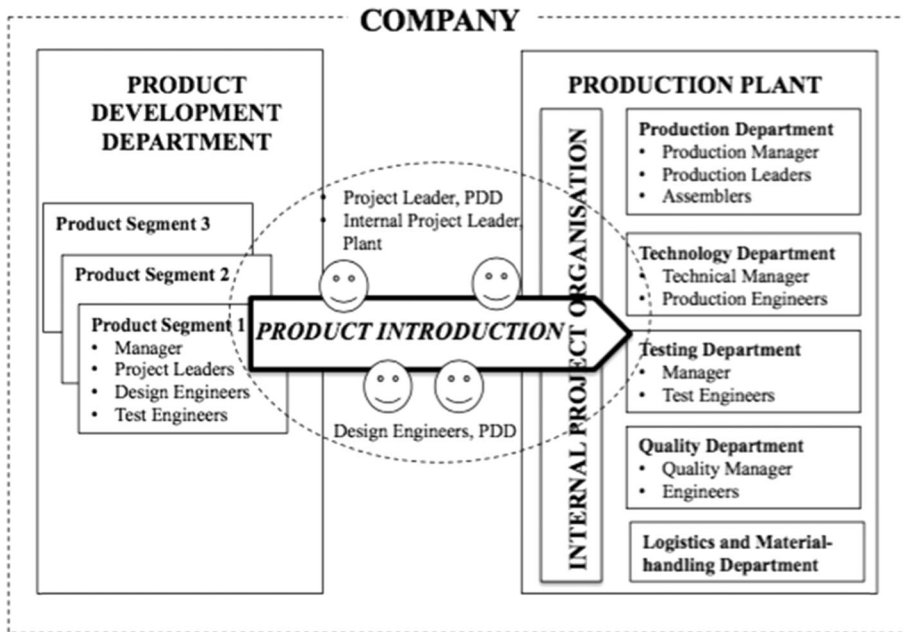 COMPANY
PRODUCT
DEVELOPMENT
DEPARTMENT
Product Segment 3
Product Segment 2
Product Segment 1
• Manager
• Project Leaders
• Design Engineers
• Test Engineers
• Project Leader, PDD
• Internal Project Leader,
Plant
PRODUCT INTRODUCTION
Design Engineers, PDD
PRODUCTION PLANT
INTERNAL PROJECT ORGANISATION
Production Department
• Production Manager
• Production Leaders
• Assemblers
Technology Department
• Technical Manager
• Production Engineers
Testing Department
• Manager
• Test Engineers
Quality Department
• Quality Manager
• Engineers
Logistics and Material-
handling Department